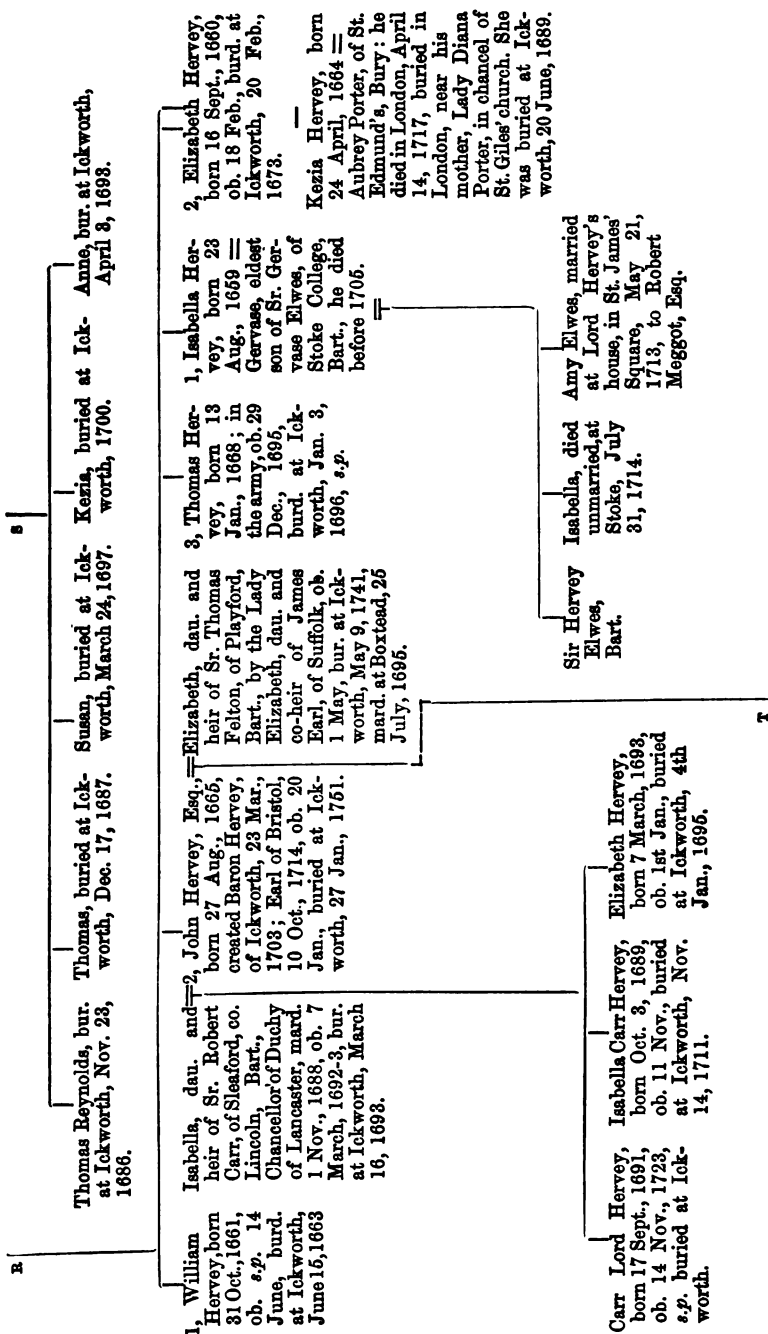 R
S
Thomas Reynolds, bur.
at Ickworth, Nov. 23,
1686.
Thomas, buried at Ick-
worth, Dec. 17, 1687.
Susan, buried at Ick-
worth, March 24, 1697.
Kezia, buried at Ick-
worth, 1700.
Anne, bur. at Ickworth,
April 3, 1693.
1, William
Hervey, born
31 Oct., 1661,
ob. s.p. 14
June, burd.
at Ickworth,
June 15, 1663
Isabella, dau. and
heir of Sr. Robert
Carr, of Sleaford, co.
Lincoln, Bart.,
Chancellor of Duchy
of Lancaster, mard.
1 Nov., 1688, ob. 7
March, 1692-3, bur.
at Ickworth, March
16, 1693.
2, John Hervey, Esq.,
born 27 Aug., 1665,
created Baron Hervey,
of Ickworth, 23 Mar.,
1703; Earl of Bristol,
10 Oct., 1714, ob. 20
Jan., buried at Ick-
worth, 27 Jan., 1751.
Elizabeth, dau. and
heir of Sr. Thomas
Felton, of Playford,
Bart., by the Lady
Elizabeth, dau. and
co-heir of James
Earl, of Suffolk, ob.
1 May, bur. at Ick-
worth, May 9, 1741,
mard. at Boxtead, 25
July, 1695.
3, Thomas Her-
vey, born 13
Jan., 1668; in
the army, ob. 29
Dec., 1695,
burd. at Ick-
worth, Jan. 3,
1696, s.p.
1, Isabella Her-
vey, born 23
Aug., 1659 =
Gervase, eldest
son of Sr. Ger-
vase Elwes, of
Stoke College,
Bart., he died
before 1705.
2, Elizabeth Hervey,
born 16 Sept., 1660,
ob. 18 Feb., burd. at
Ickworth, 20 Feb.,
1673.
Kezia Hervey, born
24 April, 1664 =
Aubrey Porter, of St.
Edmund's, Bury: he
died in London, April
14, 1717, buried in
London, near his
mother, Lady Diana
Porter, in chancel of
St. Giles' church. She
was buried at Ick-
worth, 20 June, 1689.
Carr Lord Hervey,
born 17 Sept., 1691,
ob. 14 Nov., 1723,
s.p. buried at Ick-
worth.
Isabella Carr Hervey,
born Oct. 3, 1689,
ob. 11 Nov., buried
at Ickworth, Nov.
14, 1711.
Elizabeth Hervey,
born 7 March, 1693,
ob. 1st Jan., buried
at Ickworth, 4th
Jan., 1695.
T
Sir Hervey
Elwes,
Bart.
Isabella, died
unmarried, at
Stoke, July
31, 1714.
Amy Elwes, married
at Lord Hervey's
house, in St. James'
Square, May 21,
1713, to Robert
Meggot, Esq.